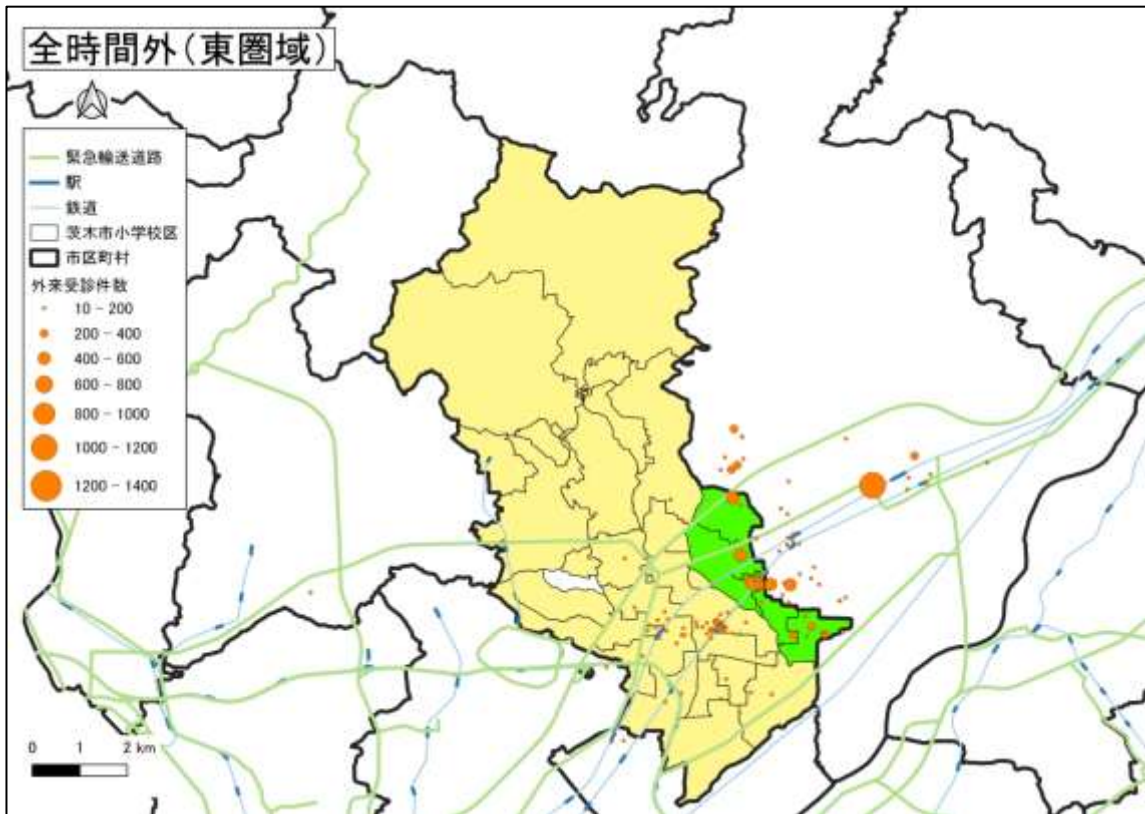 全時間外(東圏域)
緊急輸送道路
駅
鉄道
茨木市小学校区
市区町村
外来受診件数
10 - 200
200 - 400
400 - 600
600 - 800
800 - 1000
1000 - 1200
1200 - 1400
0 1 2 km